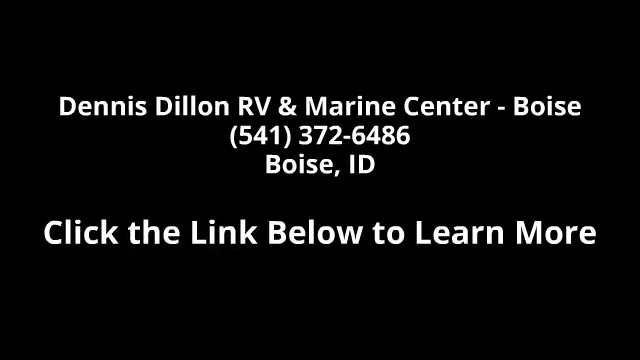 Dennis Dillon RV & Marine Center - Boise
(541) 372-6486
Boise, ID
Click the Link Below to Learn More